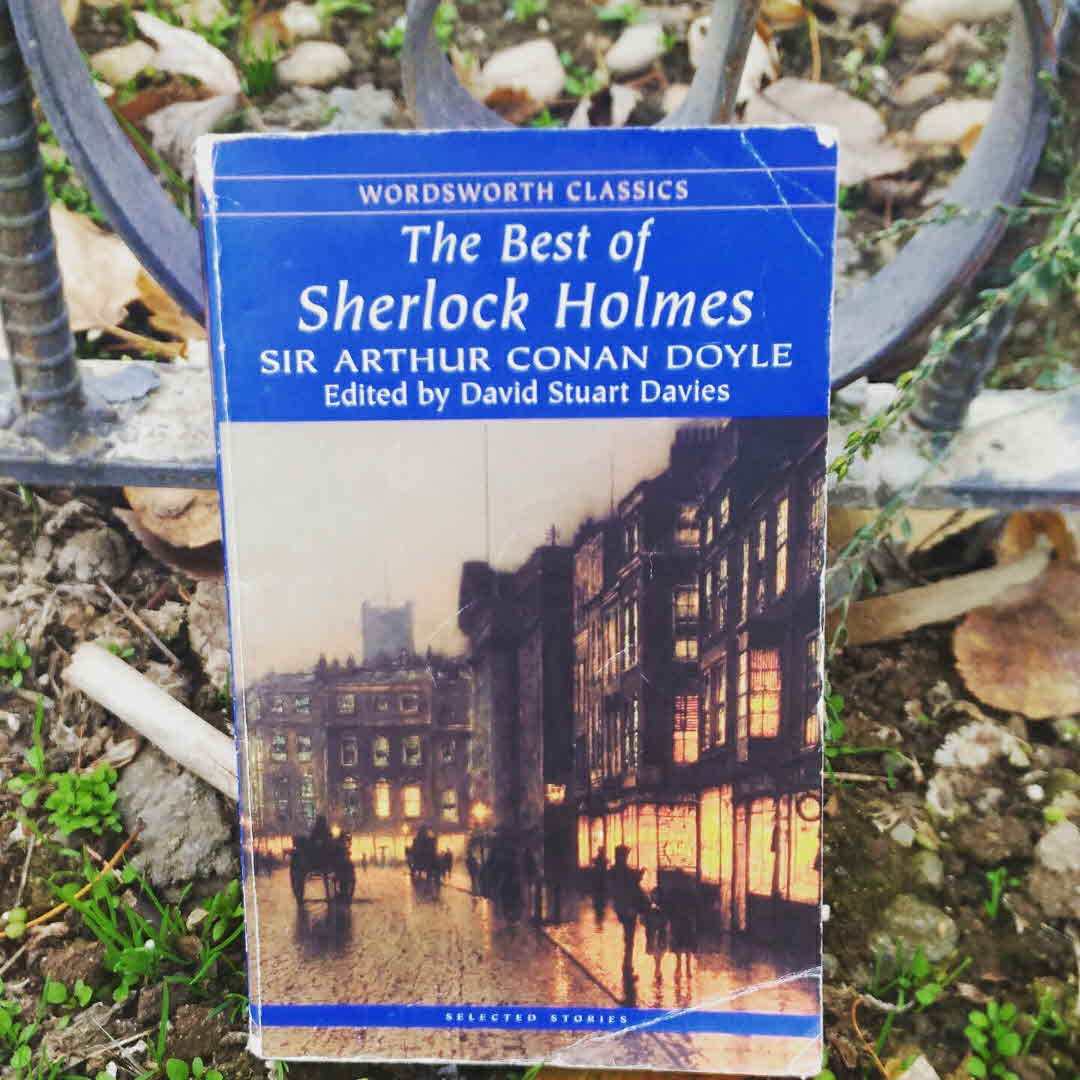 WORDSWORTH CLASSICS
The Best of
Sherlock Holmes
SIR ARTHUR CONAN DOYLE
Edited by David Stuart Davies
SELECTED STORIES